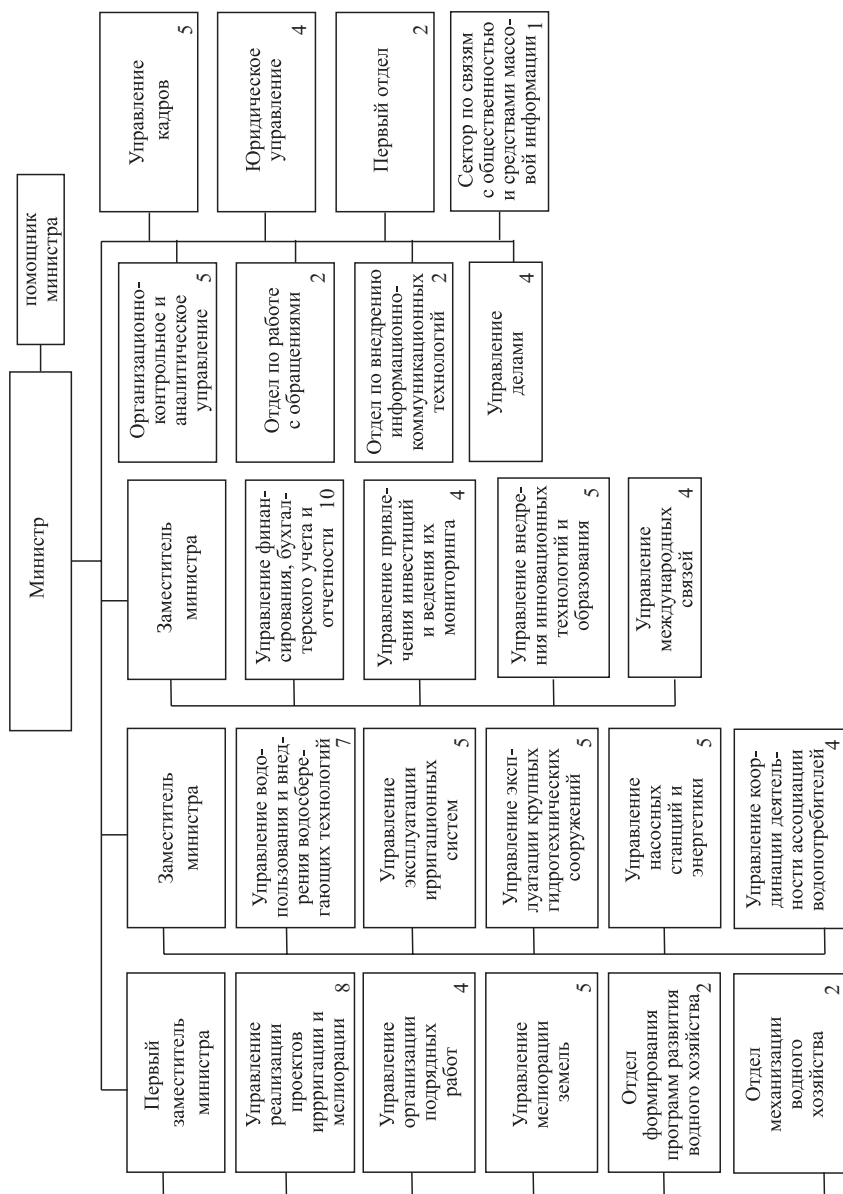 Министр
помощник
министра
Первый
заместитель
министра
Управление
реализации
проектов
иррригации и
мелиорации
8
Управление
организации
подрядных
работ
4
Управление
мелиорации
земель
5
Отдел
формирования
программ развития
водного хозяйства
2
Отдел
механизации
водного
хозяйства
2
Заместитель
министра
Управление водо-
пользования и внед-
рения водосбере-
гающих технологий
7
Управление
эксплуатации
ирригационных
систем
5
Управление эксп-
луатации крупных
гидротехнических
сооружений
5
Управление
насосных
станций и
энергетики
5
Управление коор-
динации деятель-
ности ассоциации
водопотребителей
4
Заместитель
министра
Управление финан-
сирования, бухгал-
терского учета и
отчетности
10
Управление привле-
чения инвестиций
и ведения их
мониторинга
4
Управление внедре-
ния инновационных
технологий и
образования
5
Управление
международных
связей
4
Организационно-
контрольное и
аналитическое
управление
5
Отдел по работе
с обращениями
2
Отдел по внедрению
информационно-
коммуникационных
технологий
2
Управление
делами
4
Управление
кадров
5
Юридическое
управление
4
Первый отдел
2
Сектор по связям
с общественностью
и средствами массо-
вой информации
1